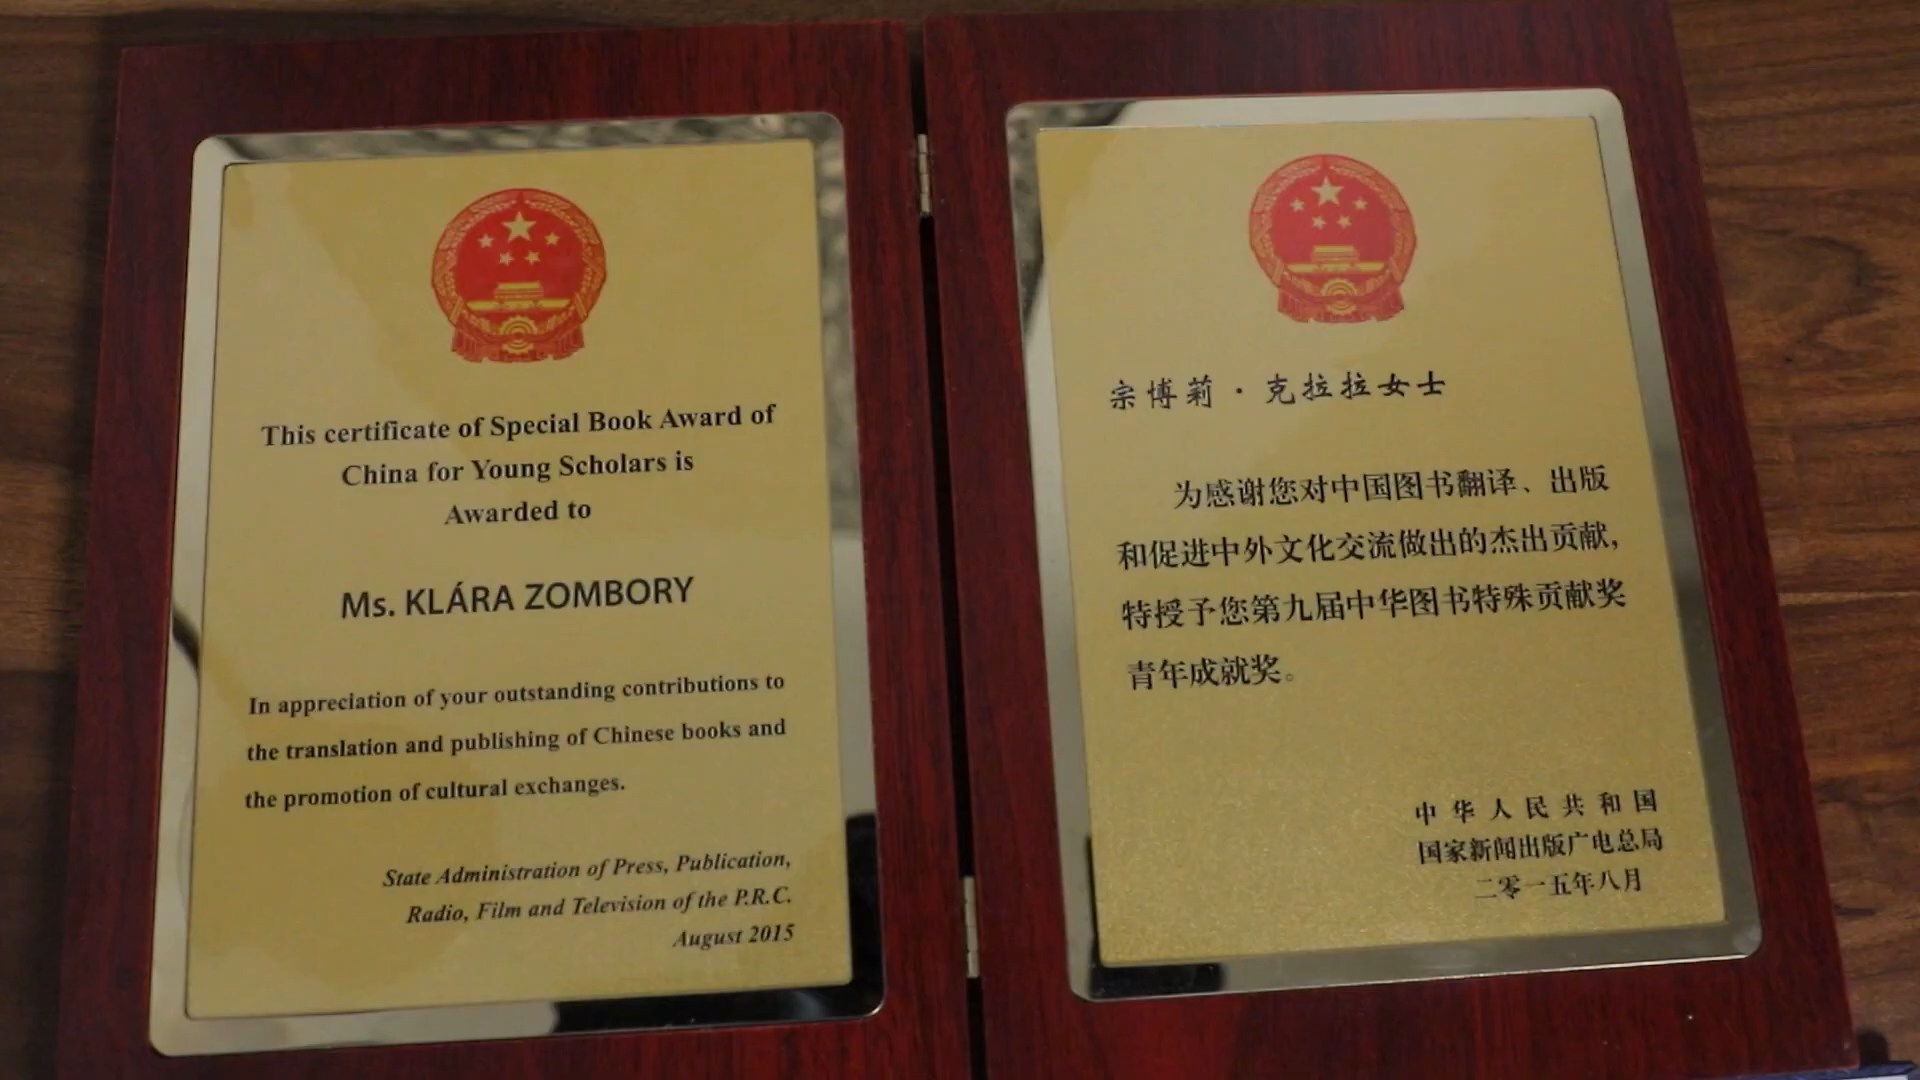 This certificate of Special Book Award of
China for Young Scholars is
Awarded to
Ms. KLÁRA ZOMBORY
In appreciation of your outstanding contributions to
the translation and publishing of Chinese books and
the promotion of cultural exchanges.
State Administration of Press, Publication,
Radio, Film and Television of the P.R.C.
August 2015
宗博莉·克拉拉女士
为感谢您对中国图书翻译、出版
和促进中外文化交流做出的杰出贡献,
特授予您第九届中华图书特殊贡献奖
青年成就奖。
中华人民共和国
国家新闻出版广电总局
二零一五年八月